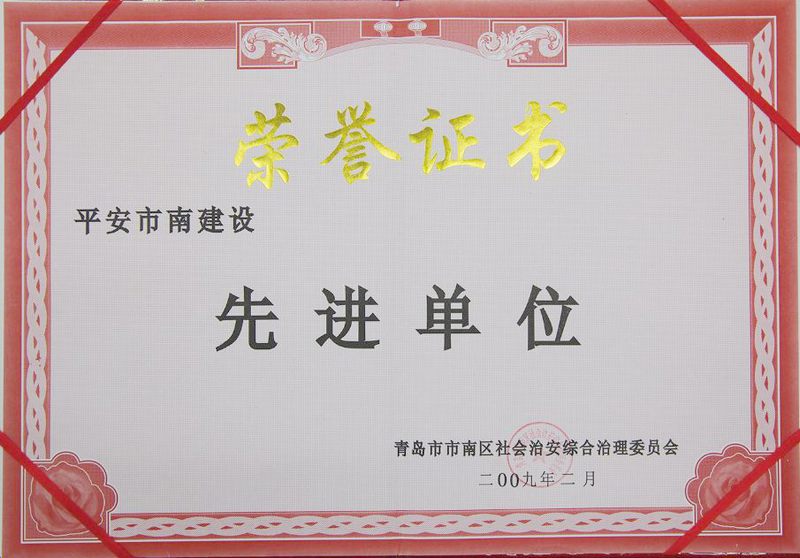 荣誉证书
平安市南建设
先进单位
青岛市市南区社会治安综合治理委员会
二00九年二月